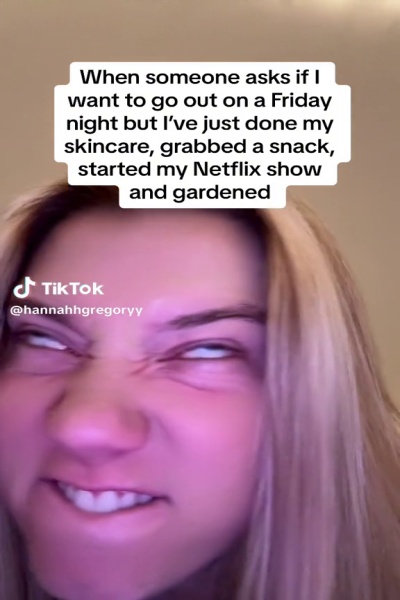 When someone asks if I
want to go out on a Friday
night but I’ve just done my
skincare, grabbed a snack,
started my Netflix show
and gardened
TikTok
@hannahhgregoryy